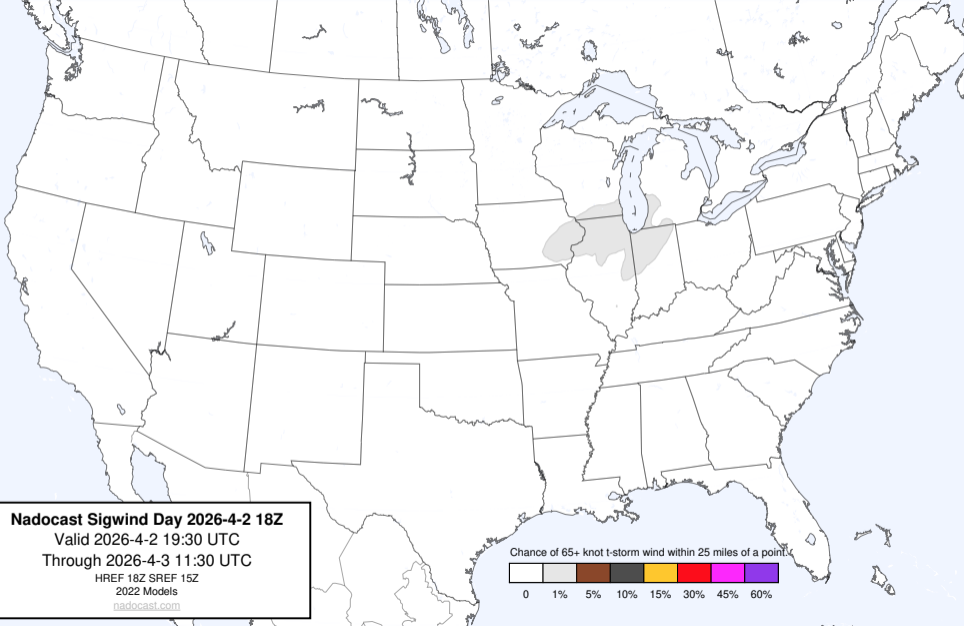 Nadocast Sigwind Day 2026-4-2 18Z
Valid 2026-4-2 19:30 UTC
Through 2026-4-3 11:30 UTC
HREF 18Z SREF 15Z
2022 Models
nadocast.com
Chance of 65+ knot t-storm wind within 25 miles of a point.
0 1% 5% 10% 15% 30% 45% 60%